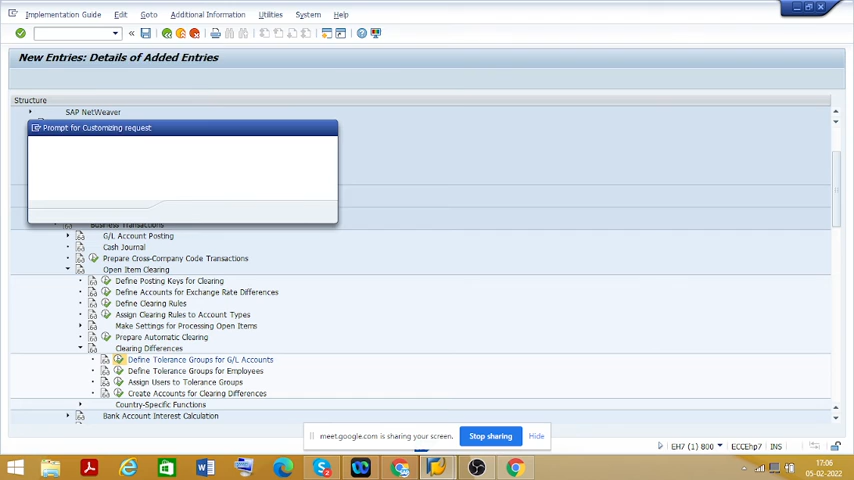 Implementation Guide Edit Goto Additional Information Utilities System Help
New Entries: Details of Added Entries
Structure
SAP NetWeaver
Prompt for Customizing request
Business Transactions
G/L Account Posting
Cash Journal
Prepare Cross-Company Code Transactions
Open Item Clearing
Define Posting Keys for Clearing
Define Accounts for Exchange Rate Differences
Define Clearing Rules
Assign Clearing Rules to Account Types
Make Settings for Processing Open Items
Prepare Automatic Clearing
Clearing Differences
Define Tolerance Groups for G/L Accounts
Define Tolerance Groups for Employees
Assign Users to Tolerance Groups
Create Accounts for Clearing Differences
Country-Specific Functions
Bank Account Interest Calculation
meet.google.com is sharing your screen. Stop sharing Hide
EH7 (1) 800 ECCEhp7 INS
17:06
05-02-2022